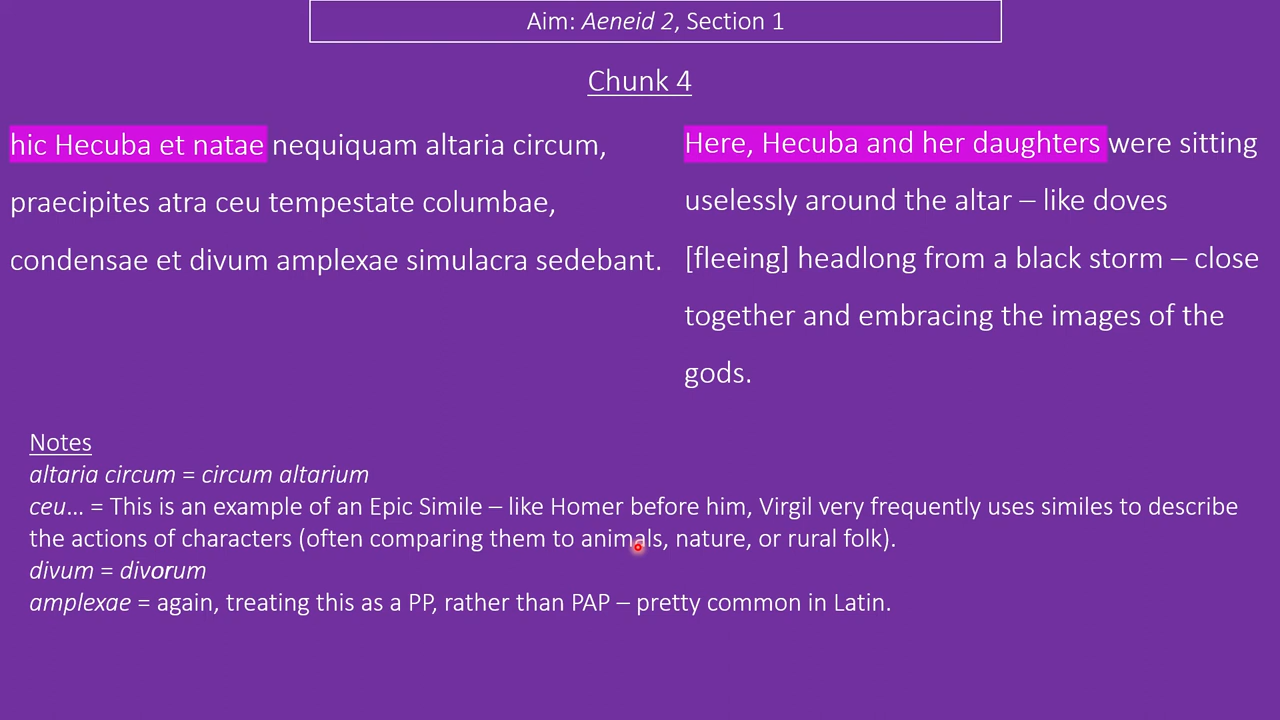 Aim: Aeneid 2, Section 1
Chunk 4
hic Hecuba et natae nequiquam altaria circum,
praecipites atra ceu tempestate columbae,
condensae et divum amplexae simulacra sedebant.
Here, Hecuba and her daughters were sitting
uselessly around the altar – like doves
[fleeing] headlong from a black storm – close
together and embracing the images of the
gods.
Notes
altaria circum = circum altarium
ceu... = This is an example of an Epic Simile – like Homer before him, Virgil very frequently uses similes to describe
the actions of characters (often comparing them to animals, nature, or rural folk).
divum = divorum
amplexae = again, treating this as a PP, rather than PAP – pretty common in Latin.